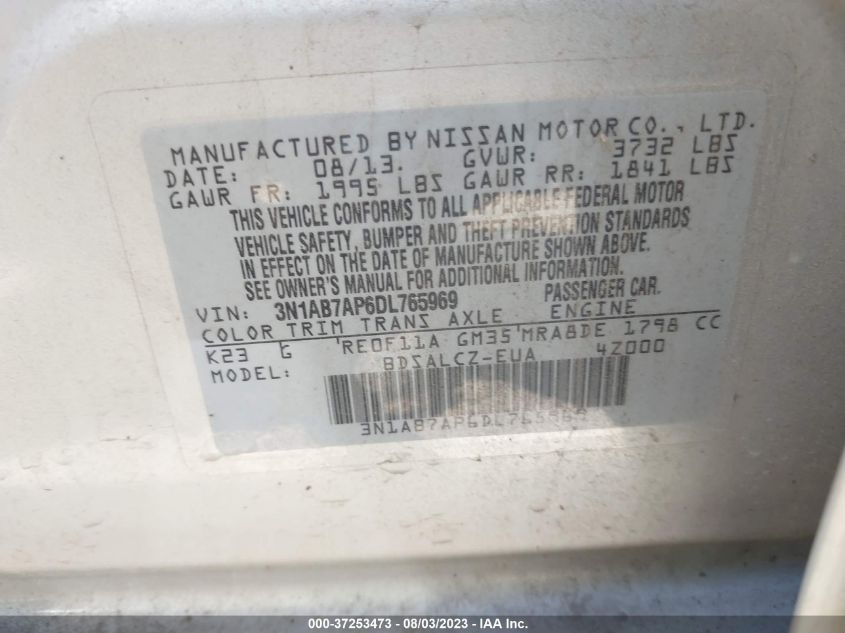 MANUFACTURED BY NISSAN MOTOR CO., LTD.
DATE: 08/13. GVWR: 3732 LBS
GAWR FR: 1995 LBS GAWR RR: 1841 LBS
THIS VEHICLE CONFORMS TO ALL APPLICABLE FEDERAL MOTOR
VEHICLE SAFETY, BUMPER AND THEFT PREVENTION STANDARDS
IN EFFECT ON THE DATE OF MANUFACTURE SHOWN ABOVE.
SEE OWNER'S MANUAL FOR ADDITIONAL INFORMATION.
VIN: 3N1AB7AP6DL765969 PASSENGER CAR.
COLOR TRIM TRANS AXLE ENGINE
K23 G RE0F11A GM35 MRA8DE 1798 CC
MODEL: BDSALCZ-EUA 4Z000
3N1AB7AP6DL765969
000-37253473 - 08/03/2023 - IAA Inc.